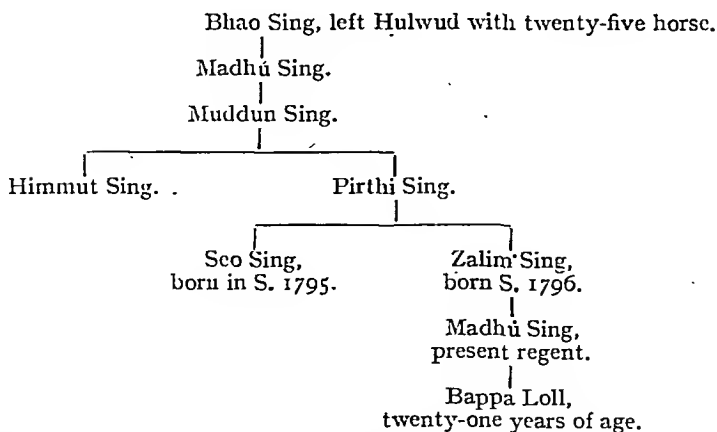 Bhao Sing, left Hulwud with twenty-five horse.
Madhú Sing.
Muddun Sing.
Himmut Sing. Pirthi Sing.
Seo Sing, Zalim Sing,
born in S. 1795. born S. 1796.
Madhú Sing,
present regent.
Bappa Loll,
twenty-one years of age.